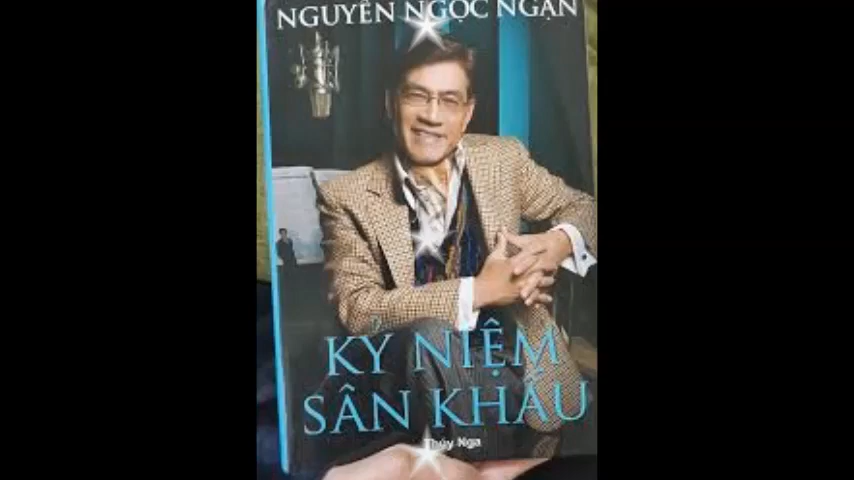 NGUYỄN NGỌC NGẠN
KỶ NIỆM
SÂN KHẤU
Thúy Nga